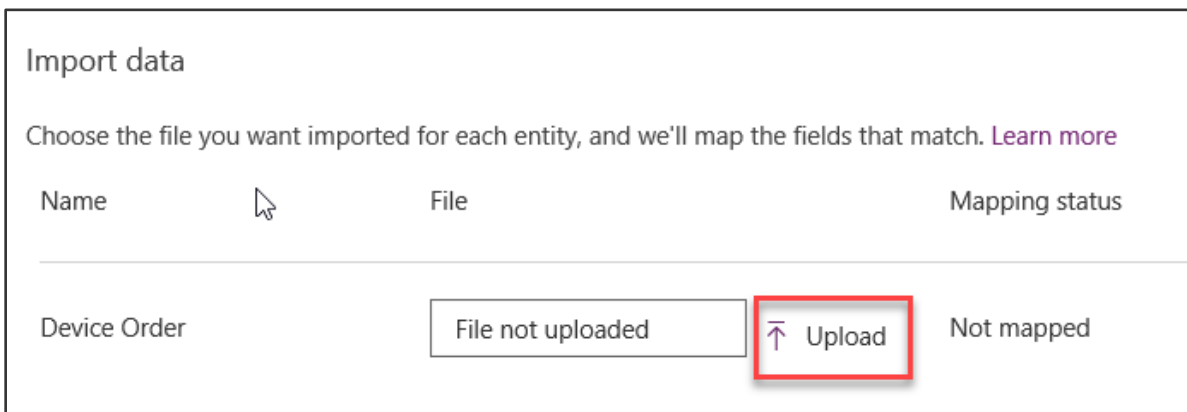 Import data
Choose the file you want imported for each entity, and we'll map the fields that match. Learn more
Name File Mapping status
Device Order File not uploaded Upload Not mapped